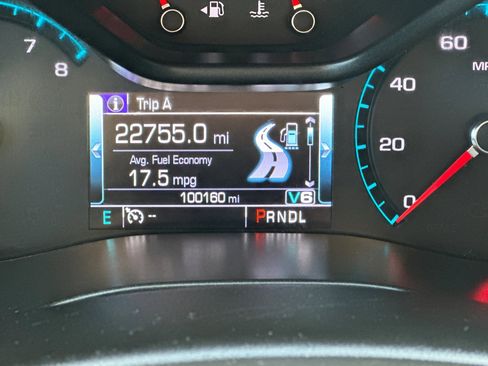 7
8
60
40
20
0
Trip A
22755.0 mi
Avg. Fuel Economy
17.5 mpg
100160 mi
V6
E
--
PRNDL